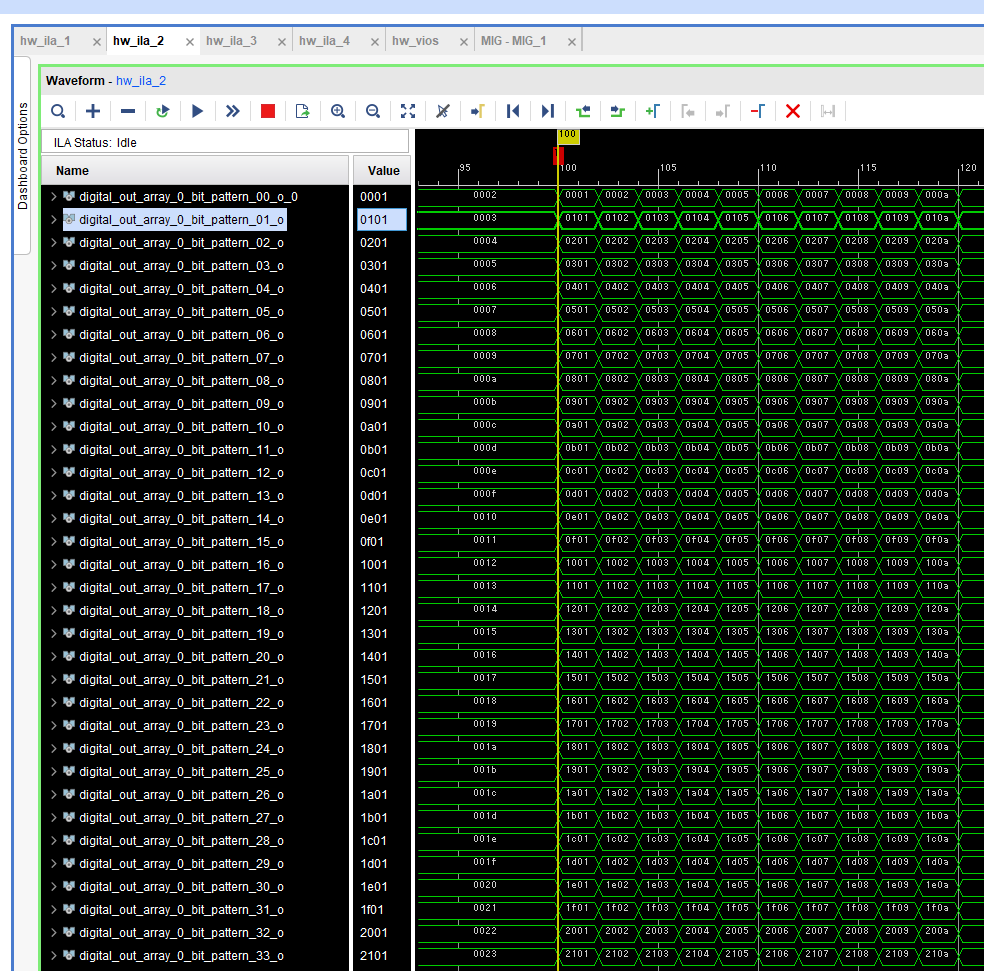 hw_ila_1 × hw_ila_2 × hw_ila_3 × hw_ila_4 × hw_vios × MIG - MIG_1 ×
Dashboard Options
Waveform - hw_ila_2
ILA Status: Idle
100
Name Value 95 100 105 110 115 120
digital_out_array_0_bit_pattern_00_o_0 0001 0002 0001 0002 0003 0004 0005 0006 0007 0008 0009 000a
digital_out_array_0_bit_pattern_01_o 0101 0003 0101 0102 0103 0104 0105 0106 0107 0108 0109 010a
digital_out_array_0_bit_pattern_02_o 0201 0004 0201 0202 0203 0204 0205 0206 0207 0208 0209 020a
digital_out_array_0_bit_pattern_03_o 0301 0005 0301 0302 0303 0304 0305 0306 0307 0308 0309 030a
digital_out_array_0_bit_pattern_04_o 0401 0006 0401 0402 0403 0404 0405 0406 0407 0408 0409 040a
digital_out_array_0_bit_pattern_05_o 0501 0007 0501 0502 0503 0504 0505 0506 0507 0508 0509 050a
digital_out_array_0_bit_pattern_06_o 0601 0008 0601 0602 0603 0604 0605 0606 0607 0608 0609 060a
digital_out_array_0_bit_pattern_07_o 0701 0009 0701 0702 0703 0704 0705 0706 0707 0708 0709 070a
digital_out_array_0_bit_pattern_08_o 0801 000a 0801 0802 0803 0804 0805 0806 0807 0808 0809 080a
digital_out_array_0_bit_pattern_09_o 0901 000b 0901 0902 0903 0904 0905 0906 0907 0908 0909 090a
digital_out_array_0_bit_pattern_10_o 0a01 000c 0a01 0a02 0a03 0a04 0a05 0a06 0a07 0a08 0a09 0a0a
digital_out_array_0_bit_pattern_11_o 0b01 000d 0b01 0b02 0b03 0b04 0b05 0b06 0b07 0b08 0b09 0b0a
digital_out_array_0_bit_pattern_12_o 0c01 000e 0c01 0c02 0c03 0c04 0c05 0c06 0c07 0c08 0c09 0c0a
digital_out_array_0_bit_pattern_13_o 0d01 000f 0d01 0d02 0d03 0d04 0d05 0d06 0d07 0d08 0d09 0d0a
digital_out_array_0_bit_pattern_14_o 0e01 0010 0e01 0e02 0e03 0e04 0e05 0e06 0e07 0e08 0e09 0e0a
digital_out_array_0_bit_pattern_15_o 0f01 0011 0f01 0f02 0f03 0f04 0f05 0f06 0f07 0f08 0f09 0f0a
digital_out_array_0_bit_pattern_16_o 1001 0012 1001 1002 1003 1004 1005 1006 1007 1008 1009 100a
digital_out_array_0_bit_pattern_17_o 1101 0013 1101 1102 1103 1104 1105 1106 1107 1108 1109 110a
digital_out_array_0_bit_pattern_18_o 1201 0014 1201 1202 1203 1204 1205 1206 1207 1208 1209 120a
digital_out_array_0_bit_pattern_19_o 1301 0015 1301 1302 1303 1304 1305 1306 1307 1308 1309 130a
digital_out_array_0_bit_pattern_20_o 1401 0016 1401 1402 1403 1404 1405 1406 1407 1408 1409 140a
digital_out_array_0_bit_pattern_21_o 1501 0017 1501 1502 1503 1504 1505 1506 1507 1508 1509 150a
digital_out_array_0_bit_pattern_22_o 1601 0018 1601 1602 1603 1604 1605 1606 1607 1608 1609 160a
digital_out_array_0_bit_pattern_23_o 1701 0019 1701 1702 1703 1704 1705 1706 1707 1708 1709 170a
digital_out_array_0_bit_pattern_24_o 1801 001a 1801 1802 1803 1804 1805 1806 1807 1808 1809 180a
digital_out_array_0_bit_pattern_25_o 1901 001b 1901 1902 1903 1904 1905 1906 1907 1908 1909 190a
digital_out_array_0_bit_pattern_26_o 1a01 001c 1a01 1a02 1a03 1a04 1a05 1a06 1a07 1a08 1a09 1a0a
digital_out_array_0_bit_pattern_27_o 1b01 001d 1b01 1b02 1b03 1b04 1b05 1b06 1b07 1b08 1b09 1b0a
digital_out_array_0_bit_pattern_28_o 1c01 001e 1c01 1c02 1c03 1c04 1c05 1c06 1c07 1c08 1c09 1c0a
digital_out_array_0_bit_pattern_29_o 1d01 001f 1d01 1d02 1d03 1d04 1d05 1d06 1d07 1d08 1d09 1d0a
digital_out_array_0_bit_pattern_30_o 1e01 0020 1e01 1e02 1e03 1e04 1e05 1e06 1e07 1e08 1e09 1e0a
digital_out_array_0_bit_pattern_31_o 1f01 0021 1f01 1f02 1f03 1f04 1f05 1f06 1f07 1f08 1f09 1f0a
digital_out_array_0_bit_pattern_32_o 2001 0022 2001 2002 2003 2004 2005 2006 2007 2008 2009 200a
digital_out_array_0_bit_pattern_33_o 2101 0023 2101 2102 2103 2104 2105 2106 2107 2108 2109 210a